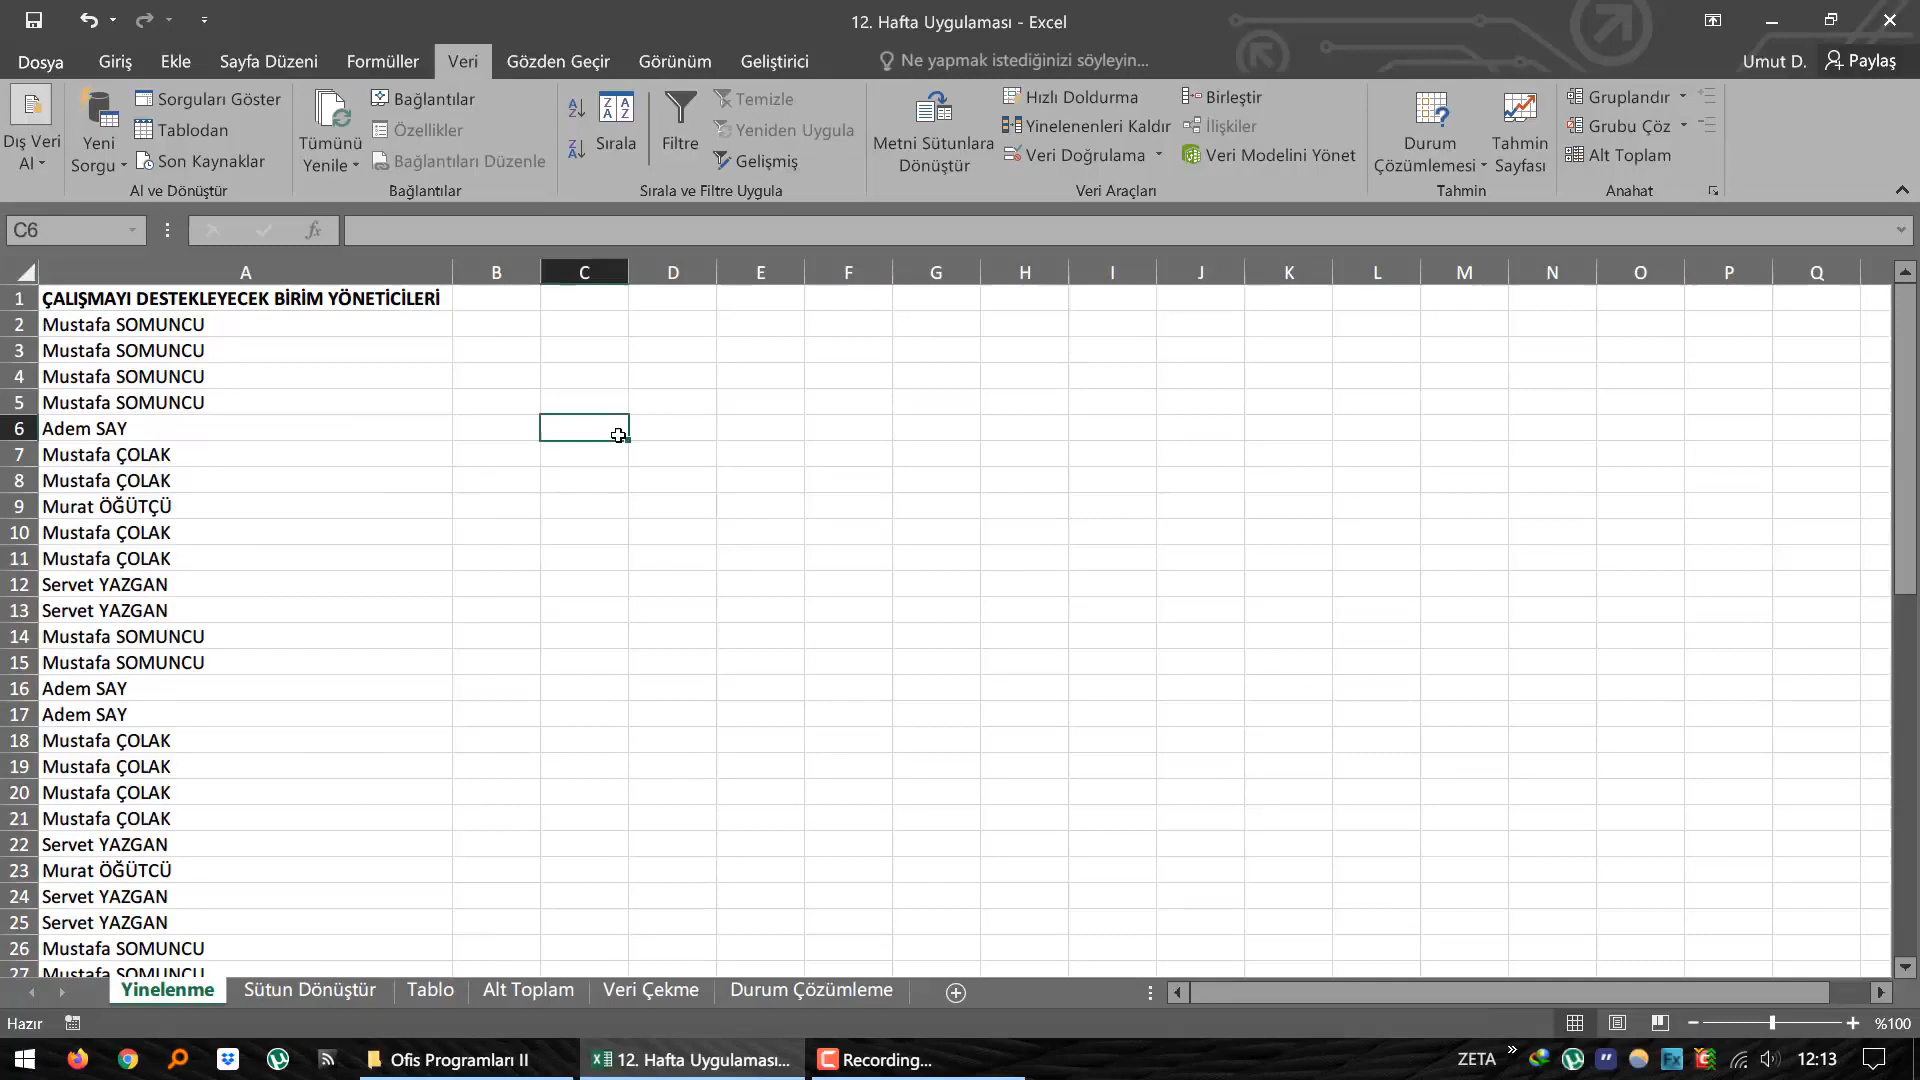 12. Hafta Uygulaması - Excel
Dosya Giriş Ekle Sayfa Düzeni Formüller Veri Gözden Geçir Görünüm Geliştirici Ne yapmak istediğinizi söyleyin... Umut D. Paylaş
Dış Veri Al
Yeni Sorgu
Sorguları Göster
Tablodan
Son Kaynaklar
Al ve Dönüştür
Tümünü Yenile
Bağlantılar
Özellikler
Bağlantıları Düzenle
Bağlantılar
Sırala
Filtre
Temizle
Yeniden Uygula
Gelişmiş
Sırala ve Filtre Uygula
Metni Sütunlara Dönüştür
Hızlı Doldurma
Yinelenenleri Kaldır
Veri Doğrulama
Birleştir
İlişkiler
Veri Modelini Yönet
Veri Araçları
Durum Çözümlemesi
Tahmin Sayfası
Tahmin
Gruplandır
Grubu Çöz
Alt Toplam
Anahat
C6 fx
A B C D E F G H I J K L M N O P Q
1 ÇALIŞMAYI DESTEKLEYECEK BİRİM YÖNETİCİLERİ
2 Mustafa SOMUNCU
3 Mustafa SOMUNCU
4 Mustafa SOMUNCU
5 Mustafa SOMUNCU
6 Adem SAY
7 Mustafa ÇOLAK
8 Mustafa ÇOLAK
9 Murat ÖĞÜTÇÜ
10 Mustafa ÇOLAK
11 Mustafa ÇOLAK
12 Servet YAZGAN
13 Servet YAZGAN
14 Mustafa SOMUNCU
15 Mustafa SOMUNCU
16 Adem SAY
17 Adem SAY
18 Mustafa ÇOLAK
19 Mustafa ÇOLAK
20 Mustafa ÇOLAK
21 Mustafa ÇOLAK
22 Servet YAZGAN
23 Murat ÖĞÜTCÜ
24 Servet YAZGAN
25 Servet YAZGAN
26 Mustafa SOMUNCU
27 Mustafa SOMUNCU
Yinelenme Sütun Dönüştür Tablo Alt Toplam Veri Çekme Durum Çözümleme
Hazır %100
Ofis Programları II 12. Hafta Uygulaması... Recording... ZETA 12:13